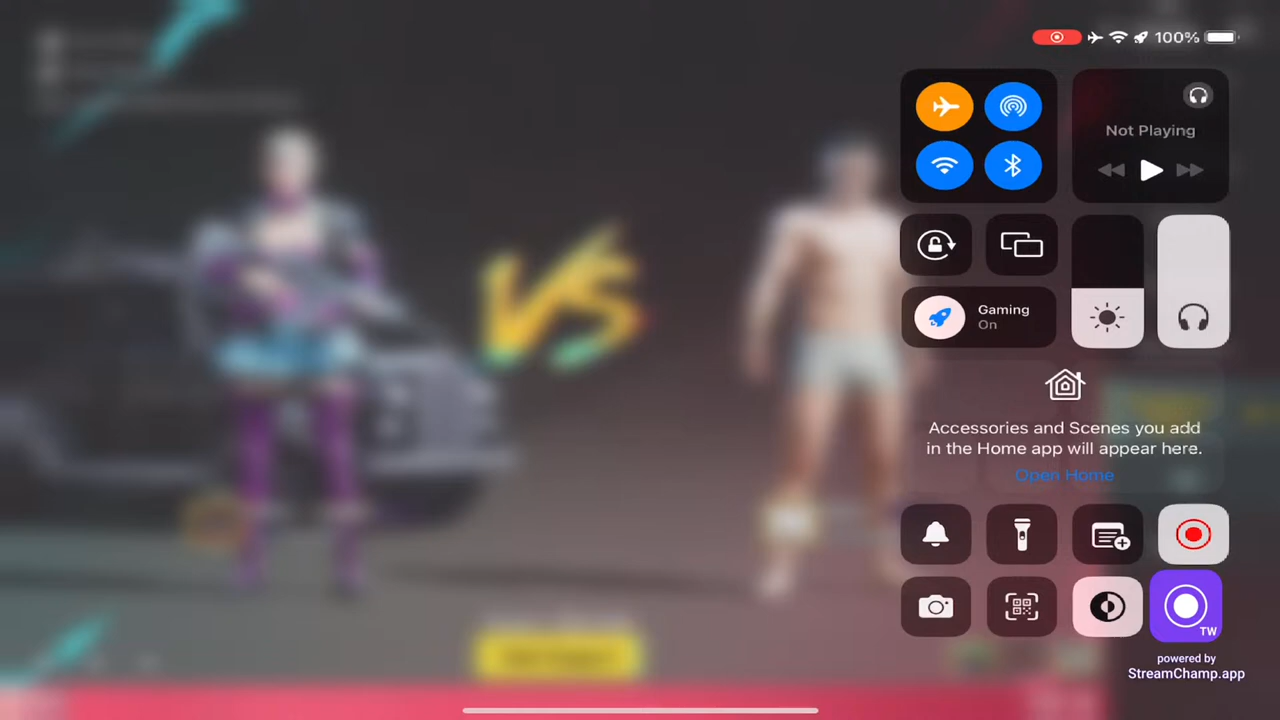 100%
Not Playing
VS
Gaming
On
Accessories and Scenes you add
in the Home app will appear here.
Open Home
TW
powered by
StreamChamp.app